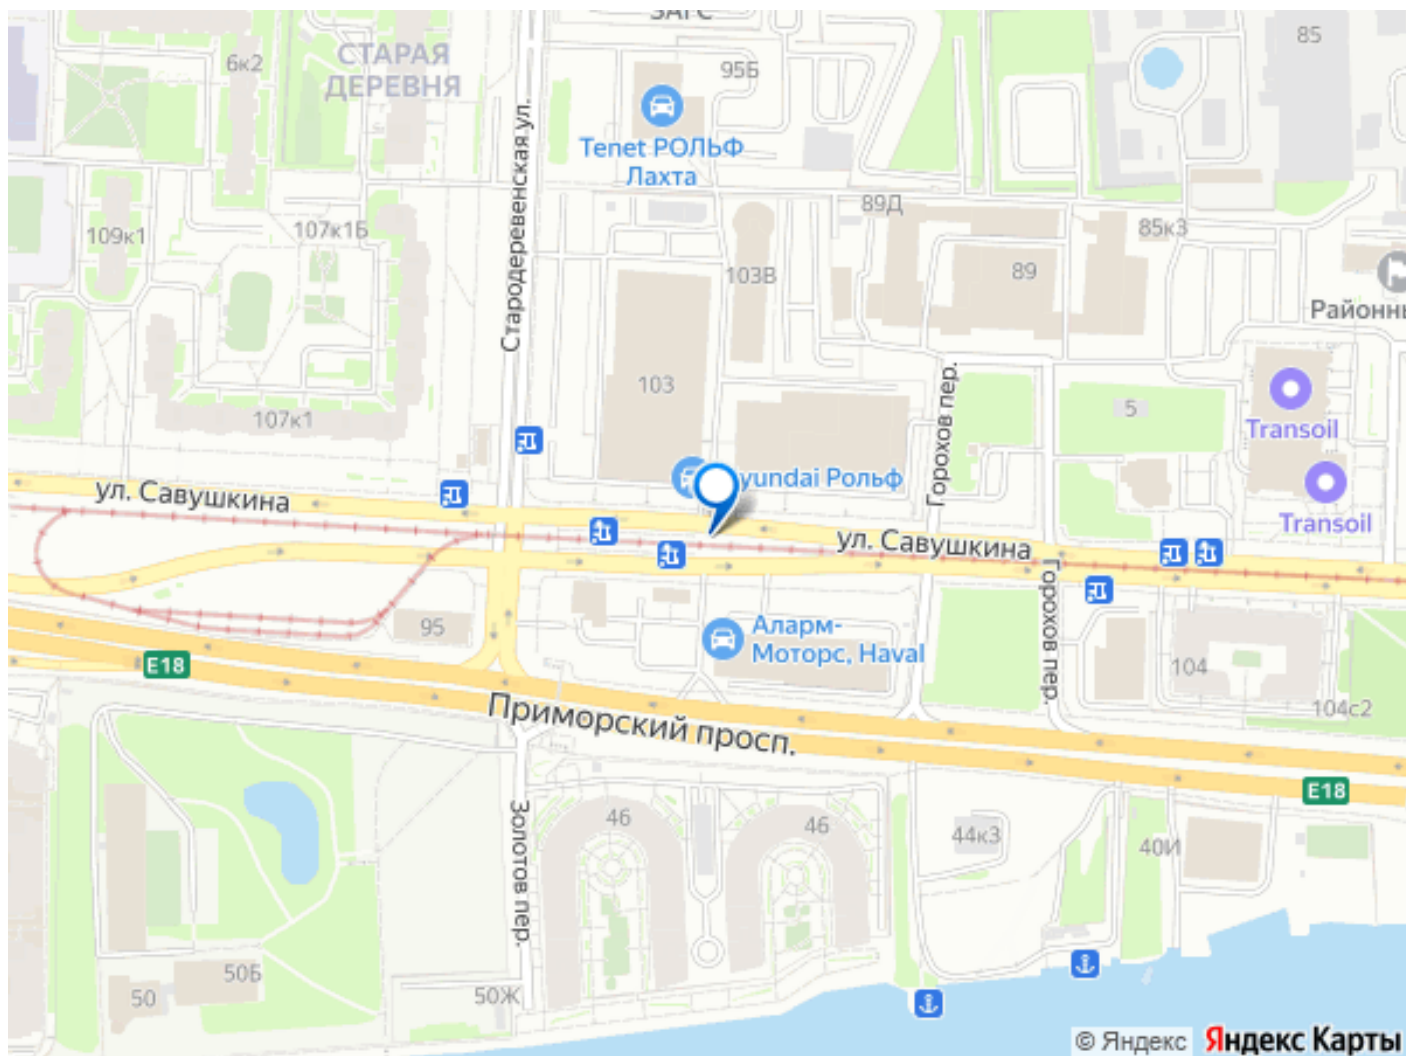 ЗАГС
85
6к2
СТАРАЯ
ДЕРЕВНЯ
95Б
Tenet РОЛЬФ
Лахта
Стародеревенская ул.
89Д
85к3
109к1
107к1Б
103В
89
Районны
103
107к1
Горохов пер.
5
Transoil
yundai Рольф
ул. Савушкина
Transoil
ул. Савушкина
Горохов пер.
95
Аларм-
Моторс, Haval
E18
104
104с2
Приморский просп.
E18
Золотов пер.
46
46
44к3
40И
50Б
50
50Ж
© Яндекс
Яндекс Карты